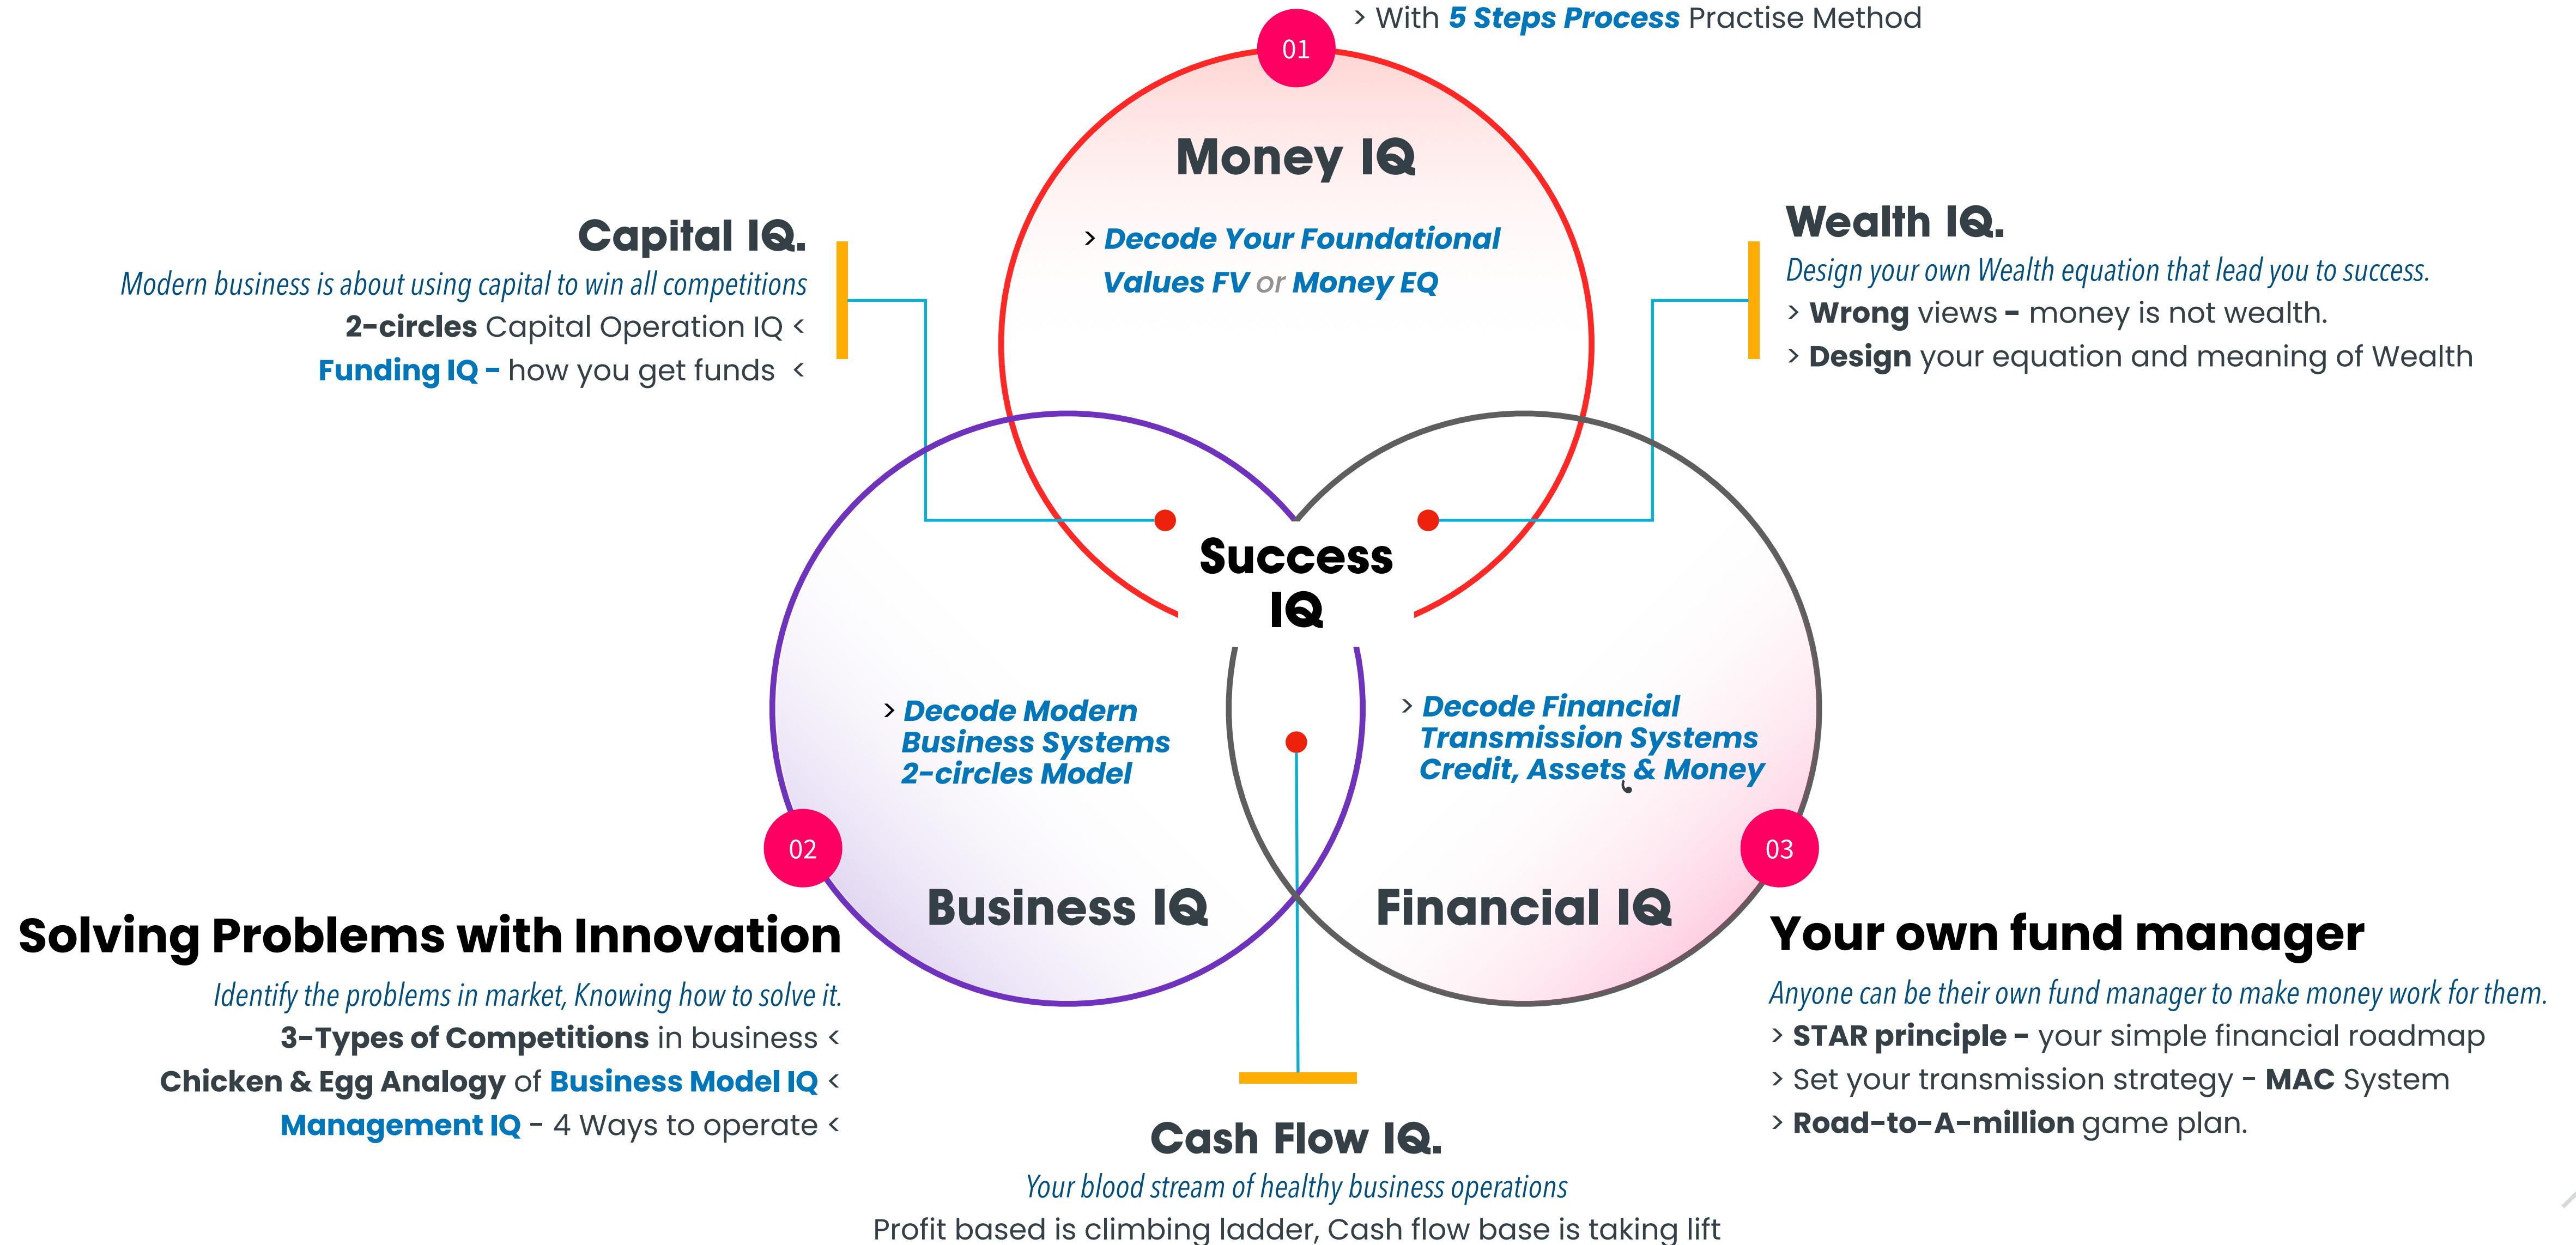 > With 5 Steps Process Practise Method
01
Money IQ
> Decode Your Foundational
Values FV or Money EQ
Capital IQ.
Modern business is about using capital to win all competitions
2-circles Capital Operation IQ <
Funding IQ - how you get funds <
Wealth IQ.
Design your own Wealth equation that lead you to success.
> Wrong views - money is not wealth.
> Design your equation and meaning of Wealth
Success
IQ
> Decode Modern
Business Systems
2-circles Model
> Decode Financial
Transmission Systems
Credit, Assets & Money
02
03
Business IQ
Financial IQ
Solving Problems with Innovation
Identify the problems in market, Knowing how to solve it.
3-Types of Competitions in business <
Chicken & Egg Analogy of Business Model IQ <
Management IQ - 4 Ways to operate <
Your own fund manager
Anyone can be their own fund manager to make money work for them.
> STAR principle - your simple financial roadmap
> Set your transmission strategy - MAC System
> Road-to-A-million game plan.
Cash Flow IQ.
Your blood stream of healthy business operations
Profit based is climbing ladder, Cash flow base is taking lift